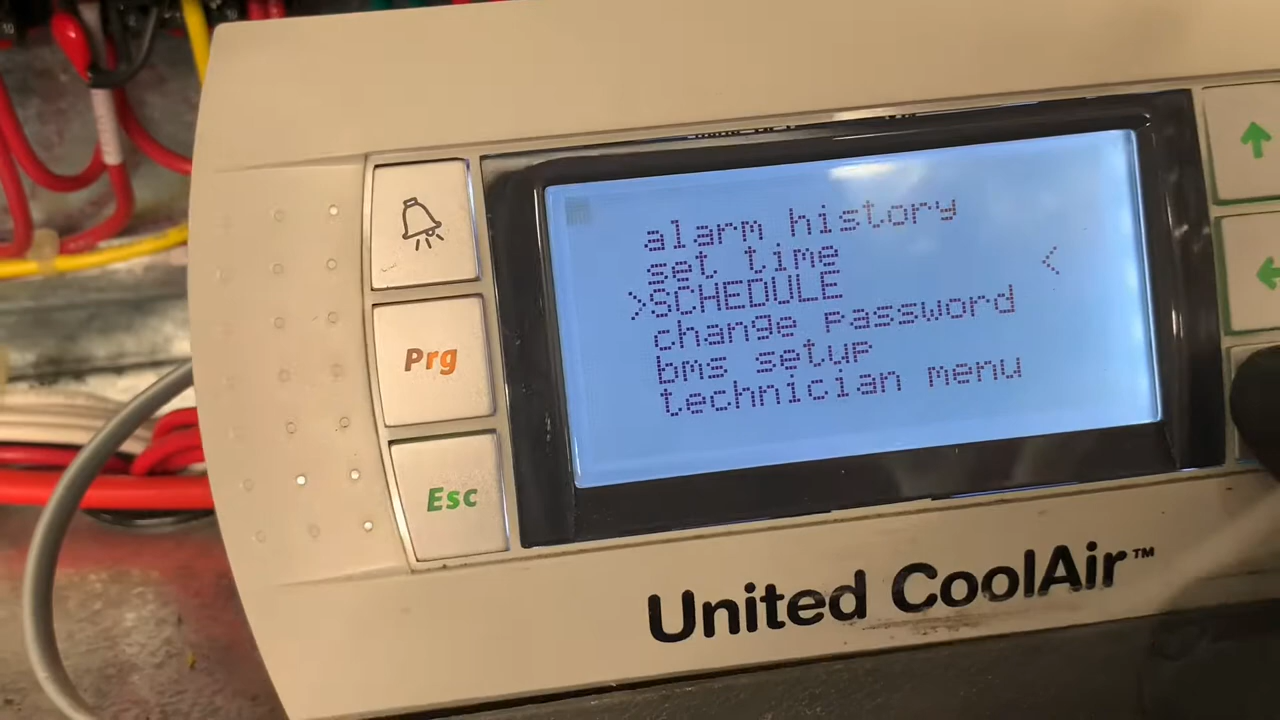 alarm history
set time
>SCHEDULE <
change password
bms setup
technician menu
Prg
Esc
United CoolAir™